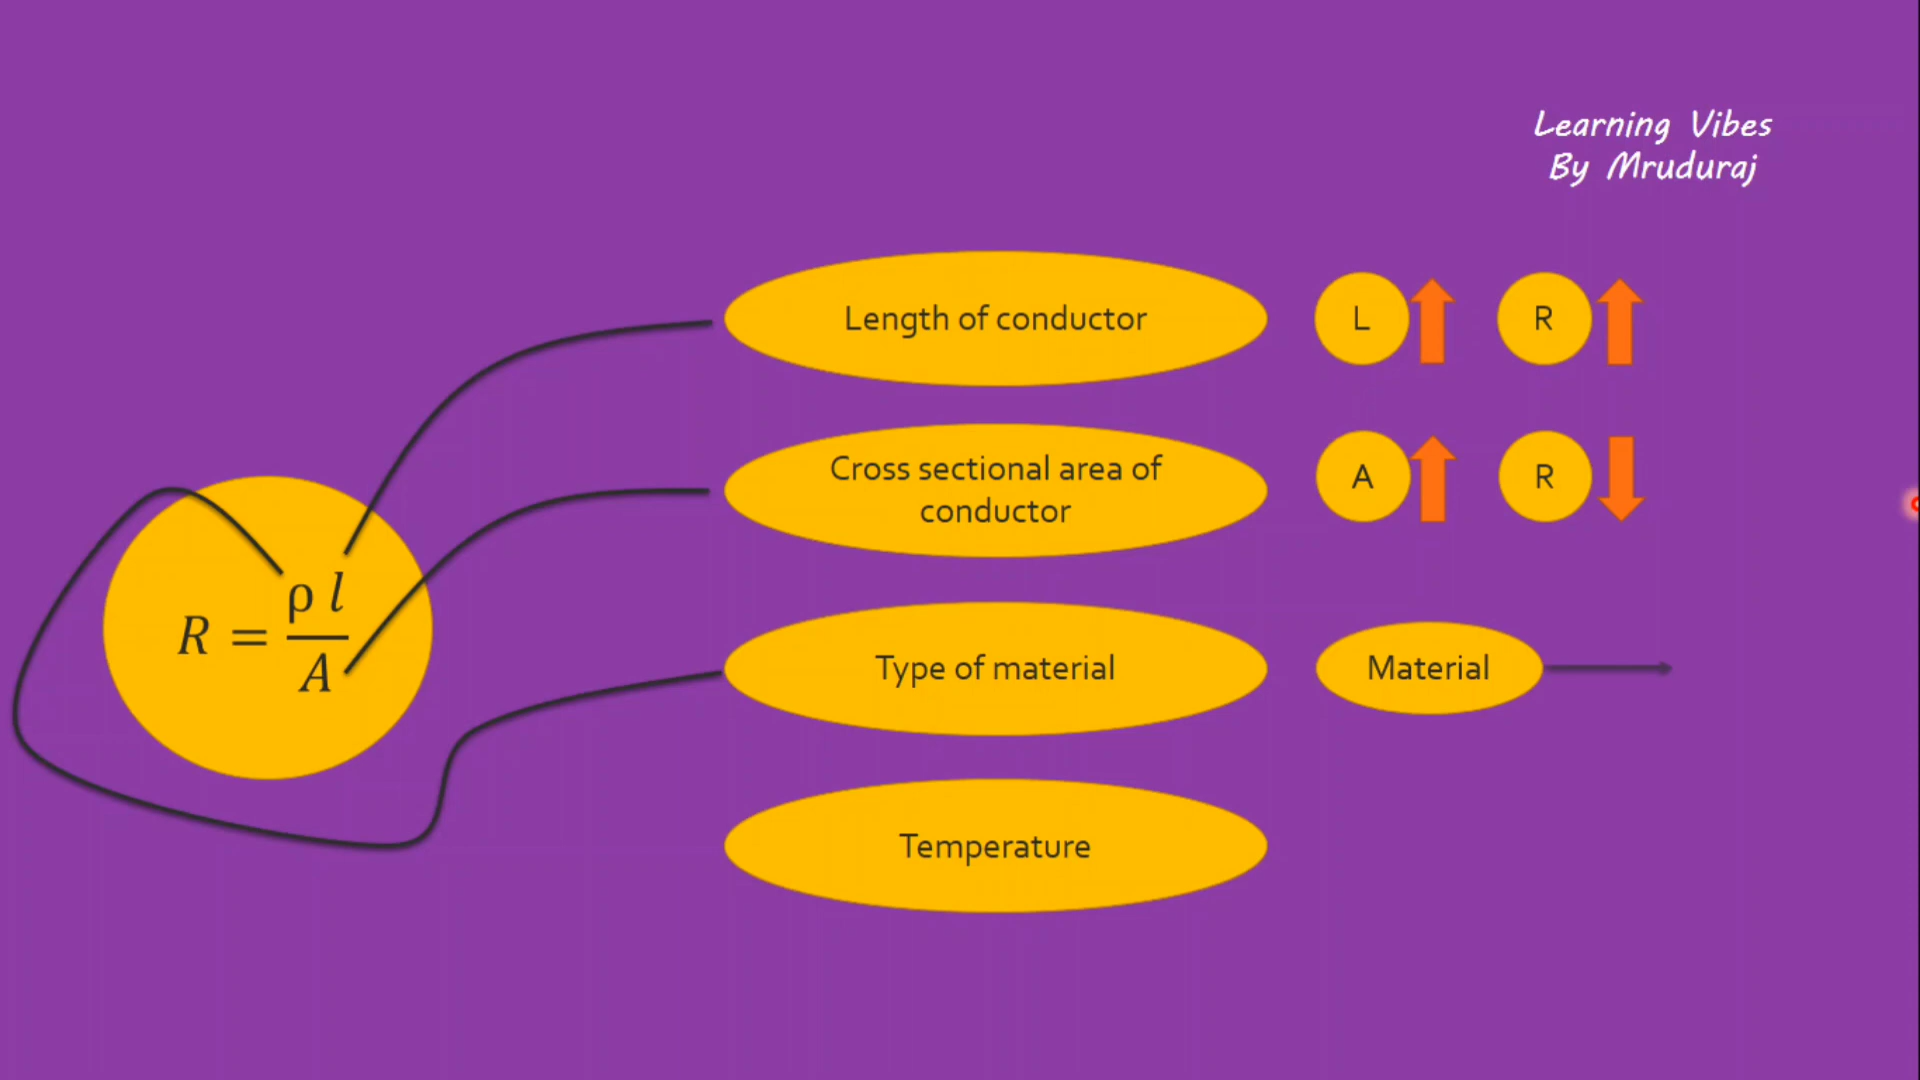 Learning Vibes
By Mruduraj
Length of conductor
L
R
Cross sectional area of
conductor
A
R
R = ρ l / A
Type of material
Material
Temperature